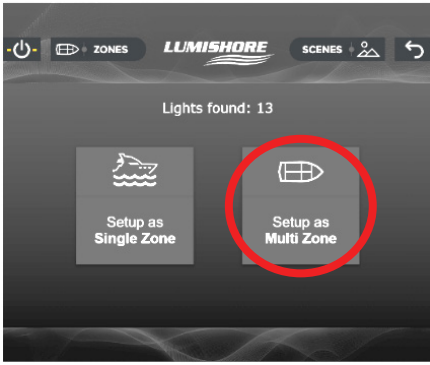 ZONES LUMISHORE SCENES
Lights found: 13
Setup as
Single Zone
Setup as
Multi Zone